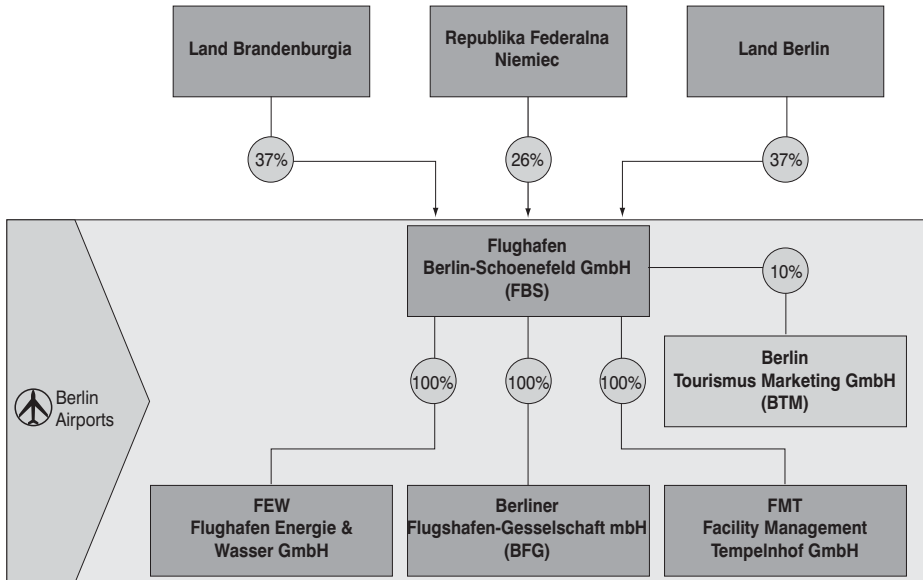 Land Brandenburgia
Republika Federalna
Niemiec
Land Berlin
37%
26%
37%
Flughafen
Berlin-Schoenefeld GmbH
(FBS)
10%
Berlin
Tourismus Marketing GmbH
(BTM)
100%
100%
100%
Berlin
Airports
FEW
Flughafen Energie &
Wasser GmbH
Berliner
Flugshafen-Gesselschaft mbH
(BFG)
FMT
Facility Management
Tempelnhof GmbH